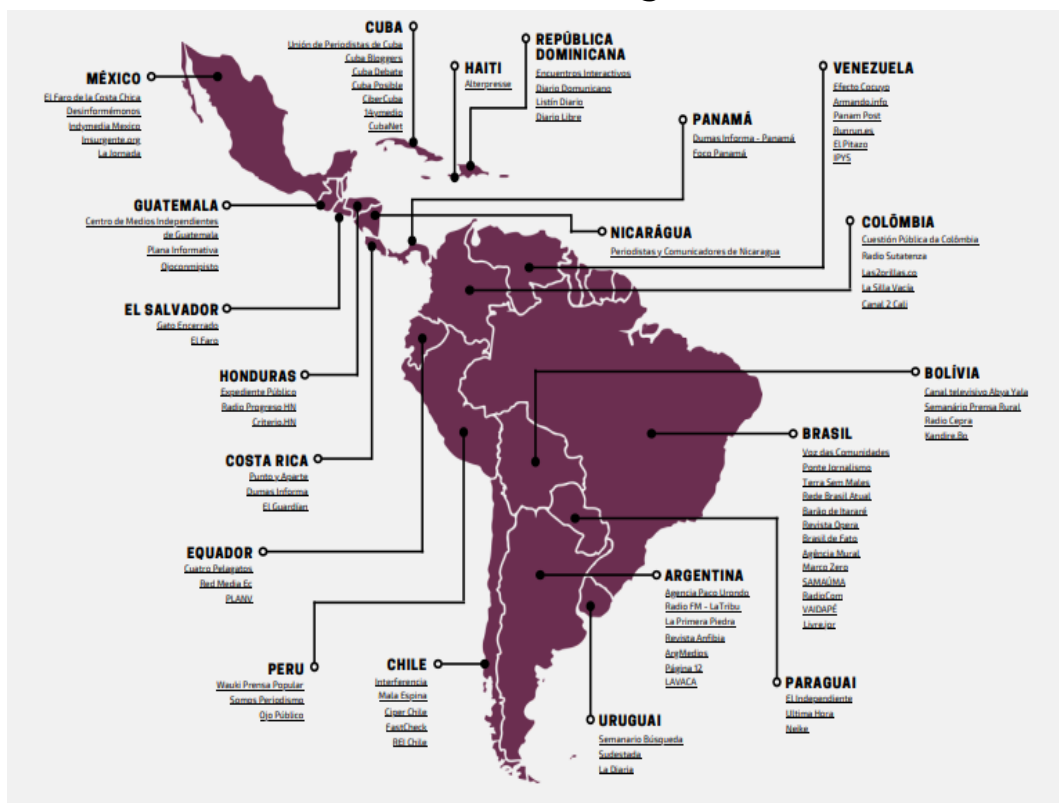 CUBA
Unión de Periodistas de Cuba
Cuba Bloggers
Cuba Debate
Cuba Posible
CiberCuba
14ymedio
CubaNet
REPÚBLICA
DOMINICANA
Encuentros Interactivos
Diario Domunicano
Listín Diario
Diario Libre
HAITI
Alterpresse
VENEZUELA
Efecto Cocuyo
Armando.info
Panam Post
Runrun.es
El Pitazo
IPYS
MÉXICO
El Faro de la Costa Chica
Desinformémonos
Indymedia Mexico
Insurgente.org
La Jornada
PANAMÁ
Dumas Informa - Panamá
Foco Panamá
GUATEMALA
Centro de Medios Independientes
de Guatemala
Plana Informativa
Ojoconmipisto
NICARÁGUA
Periodistas y Comunicadores de Nicaragua
COLÔMBIA
Cuestión Pública da Colômbia
Radio Sutatenza
Las2orillas.co
La Silla Vacía
Canal 2 Cali
EL SALVADOR
Gato Encerrado
El Faro
HONDURAS
Expediente Público
Radio Progreso HN
Criterio.HN
BOLÍVIA
Canal televisivo Abya Yala
Semanário Prensa Rural
Radio Cepra
Kandire.Bo
BRASIL
Voz das Comunidades
Ponte Jornalismo
Terra Sem Males
Rede Brasil Atual
Barão de Itararé
Revista Opera
Brasil de Fato
Agência Mural
Marco Zero
SAMAÚMA
RadioCom
VAIDAPÉ
Livre.jor
COSTA RICA
Punto y Aparte
Dumas Informa
El Guardían
EQUADOR
Cuatro Pelagatos
Red Media Ec
PLANV
ARGENTINA
Agencia Paco Urondo
Radio FM - LaTribu
La Primera Piedra
Revista Anfibia
ArgMedios
Página 12
LAVACA
PERU
Wauki Prensa Popular
Somos Periodismo
Ojo Público
CHILE
Interferencia
Mala Espina
Ciper Chile
FastCheck
REI Chile
PARAGUAI
El Independiente
Ultima Hora
Neike
URUGUAI
Semanario Búsqueda
Sudestada
La Diaria